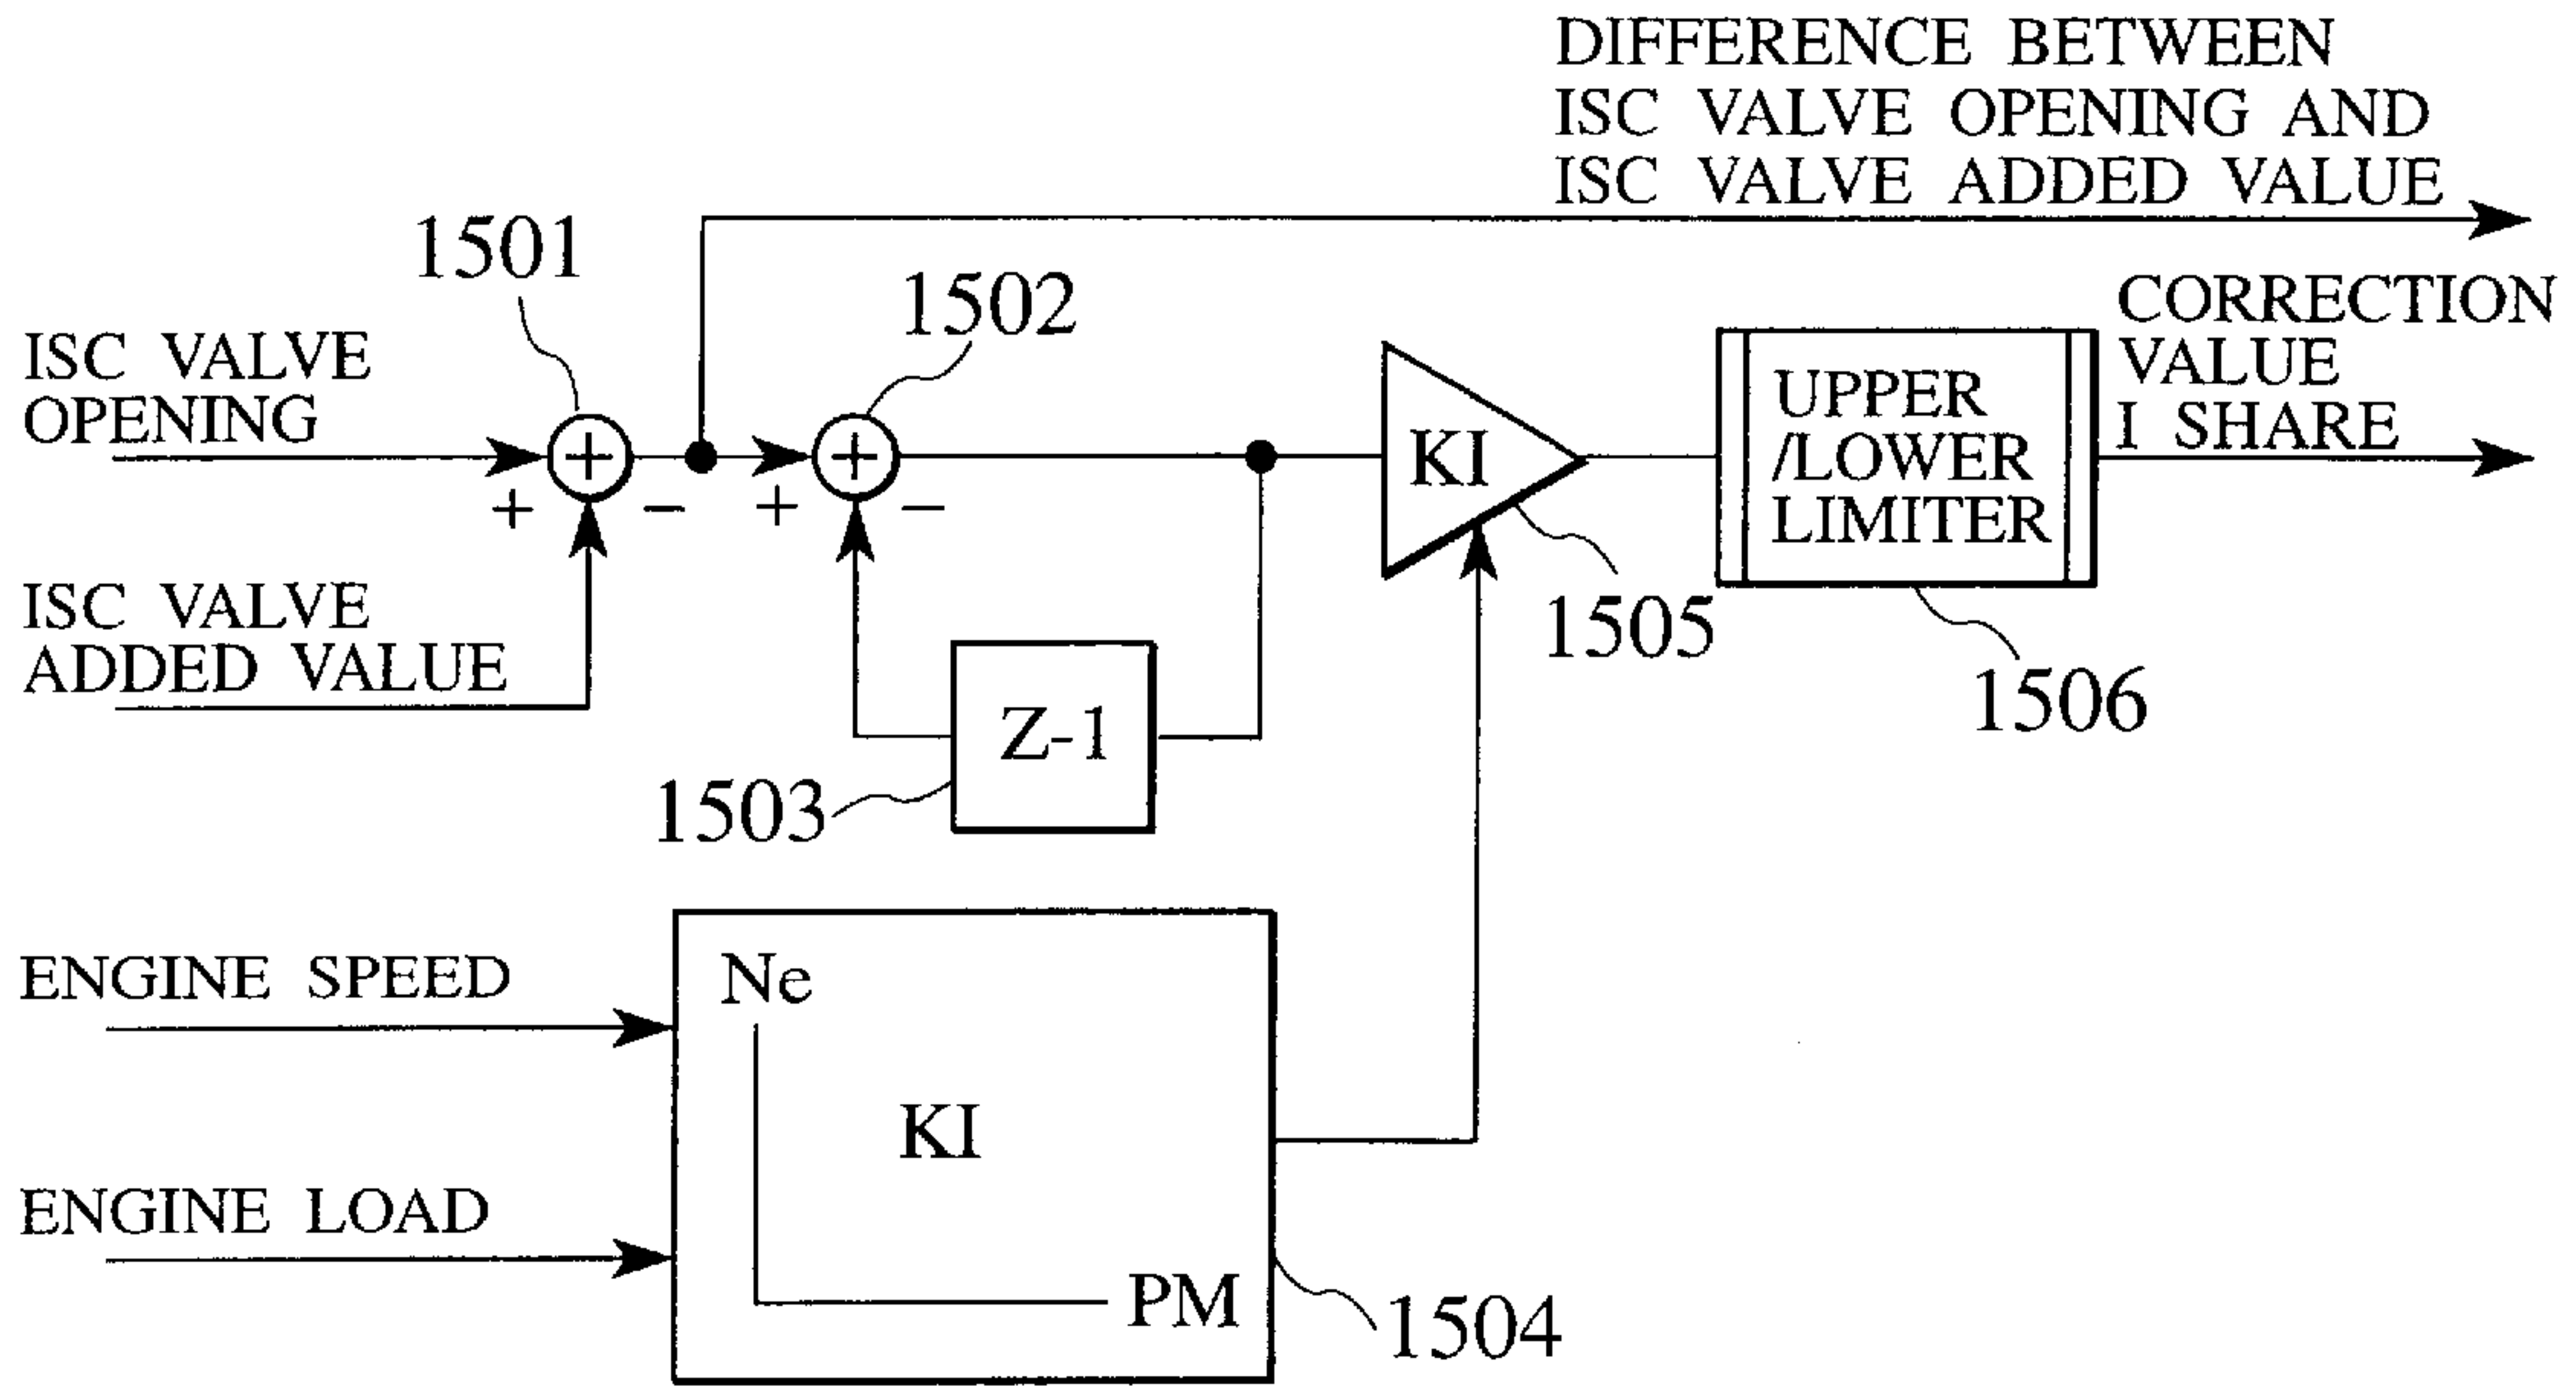 DIFFERENCE BETWEEN
ISC VALVE OPENING AND
ISC VALVE ADDED VALUE
1501
1502
CORRECTION
VALUE
I SHARE
ISC VALVE
OPENING
+
+
KI
UPPER
/LOWER
LIMITER
+ −
+ −
ISC VALVE
ADDED VALUE
1505
1506
Z-1
1503
ENGINE SPEED
Ne
KI
ENGINE LOAD
PM
1504